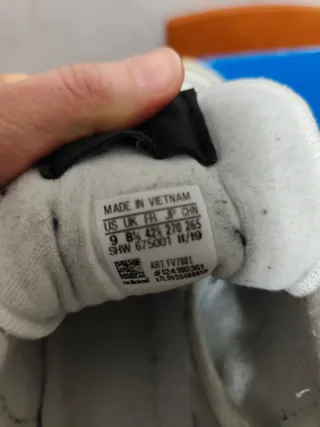 MADE IN VIETNAM
US UK FR JP CHN
9 8½ 42⅔ 270 265
SHW 675001 11/19
ART FV7881
#124180351
adidas